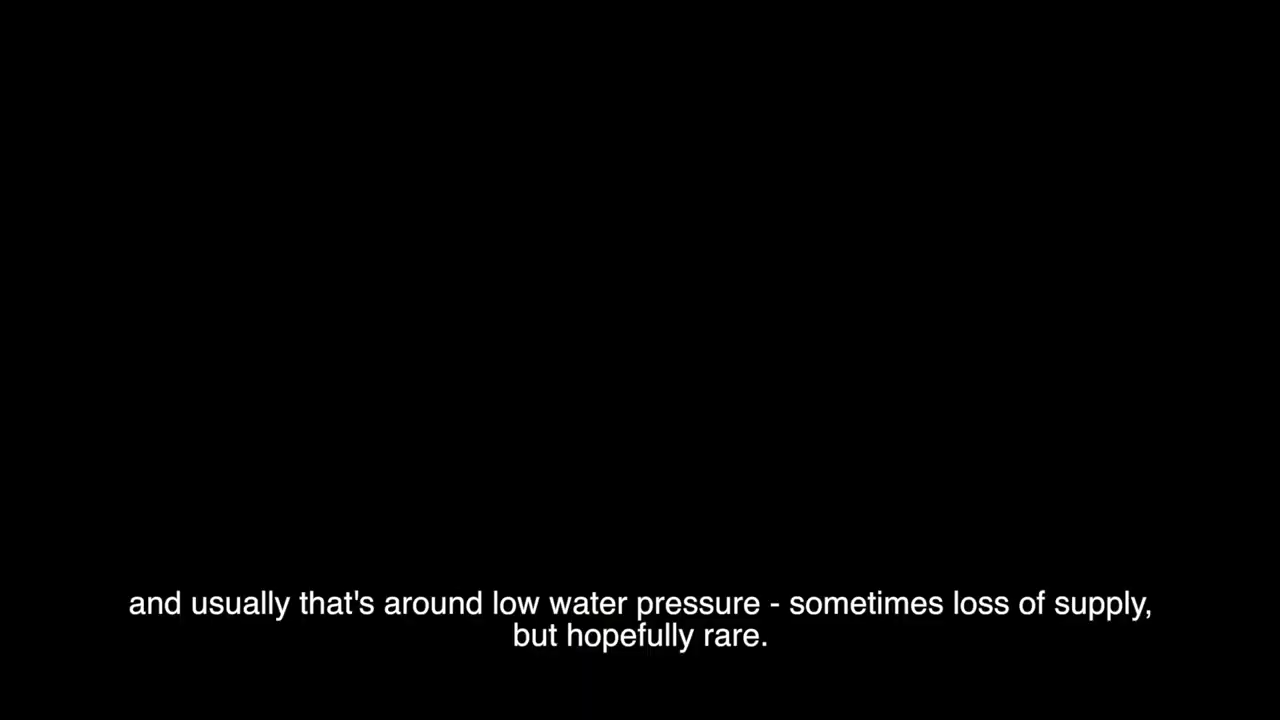 and usually that's around low water pressure - sometimes loss of supply,
but hopefully rare.